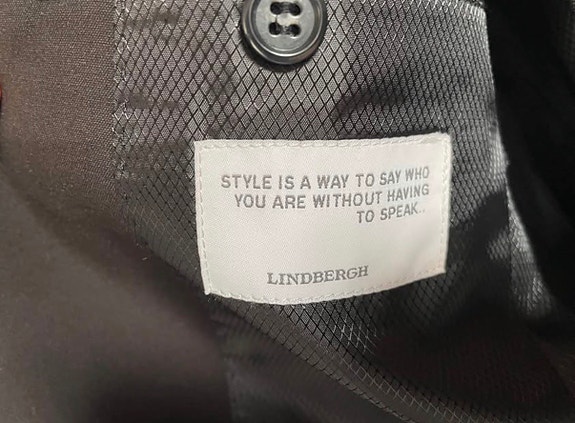 STYLE IS A WAY TO SAY WHO
YOU ARE WITHOUT HAVING
TO SPEAK..
LINDBERGH